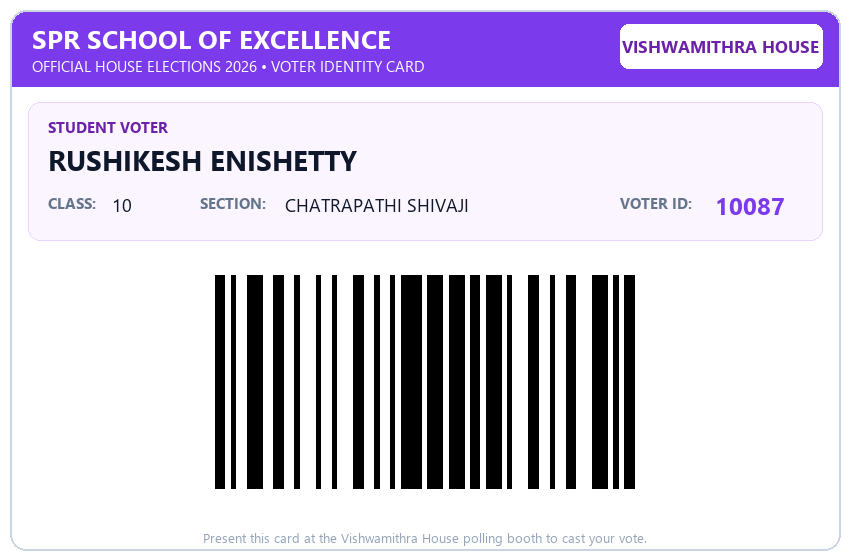 SPR SCHOOL OF EXCELLENCE
OFFICIAL HOUSE ELECTIONS 2026 • VOTER IDENTITY CARD
VISHWAMITHRA HOUSE
STUDENT VOTER
RUSHIKESH ENISHETTY
CLASS: 10 SECTION: CHATRAPATHI SHIVAJI VOTER ID: 10087
Present this card at the Vishwamithra House polling booth to cast your vote.